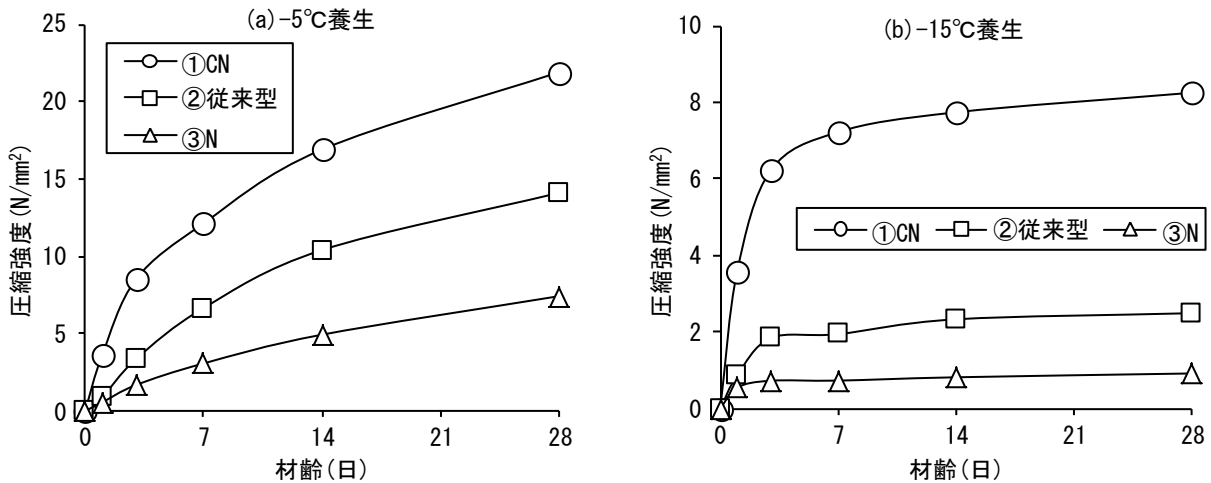 (a)-5℃養生
25
20
15
10
5
0
圧縮強度(N/mm²)
①CN
②従来型
③N
0 7 14 21 28
材齢(日)
(b)-15℃養生
10
8
6
4
2
0
圧縮強度(N/mm²)
①CN ②従来型 ③N
0 7 14 21 28
材齢(日)